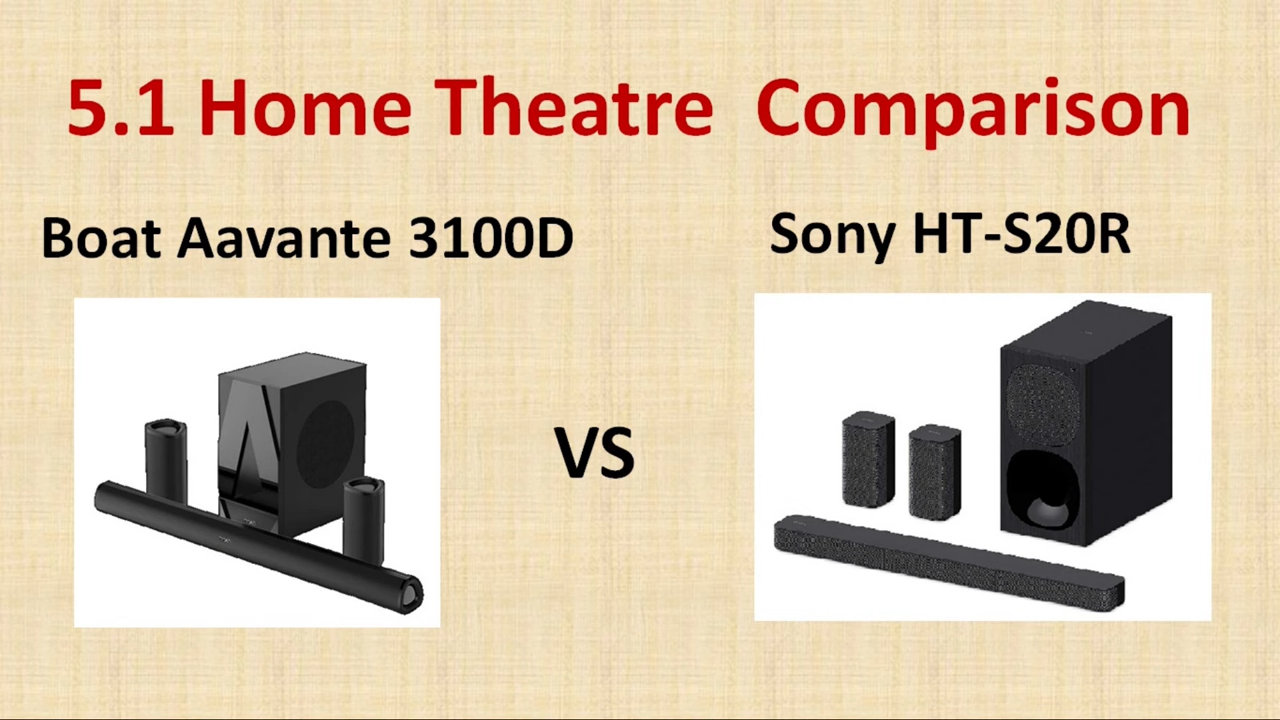 5.1 Home Theatre Comparison
Boat Aavante 3100D
Sony HT-S20R
VS